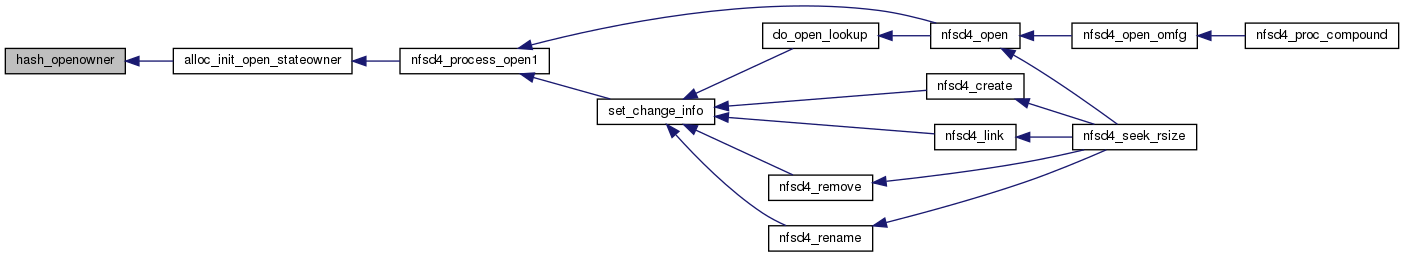 hash_openowner
alloc_init_open_stateowner
nfsd4_process_open1
set_change_info
do_open_lookup
nfsd4_open
nfsd4_open_omfg
nfsd4_proc_compound
nfsd4_create
nfsd4_link
nfsd4_seek_rsize
nfsd4_remove
nfsd4_rename